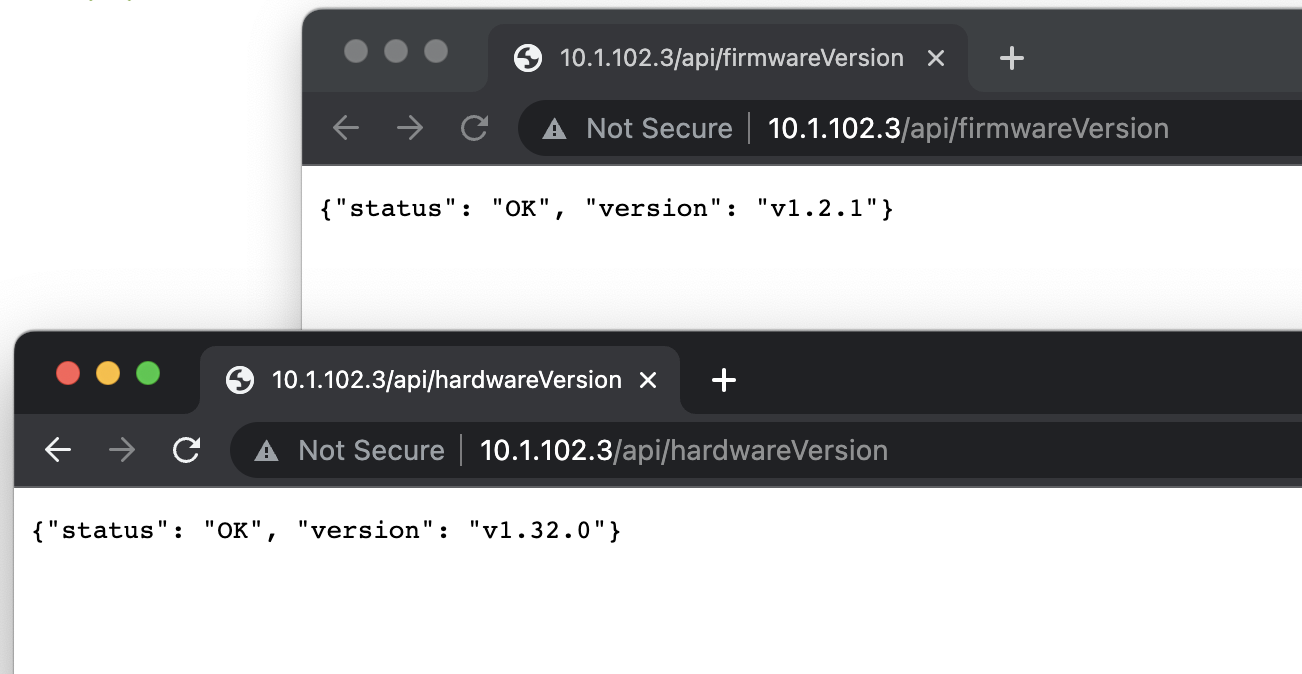 10.1.102.3/api/firmwareVersion
Not Secure 10.1.102.3/api/firmwareVersion
{"status": "OK", "version": "v1.2.1"}
10.1.102.3/api/hardwareVersion
Not Secure 10.1.102.3/api/hardwareVersion
{"status": "OK", "version": "v1.32.0"}